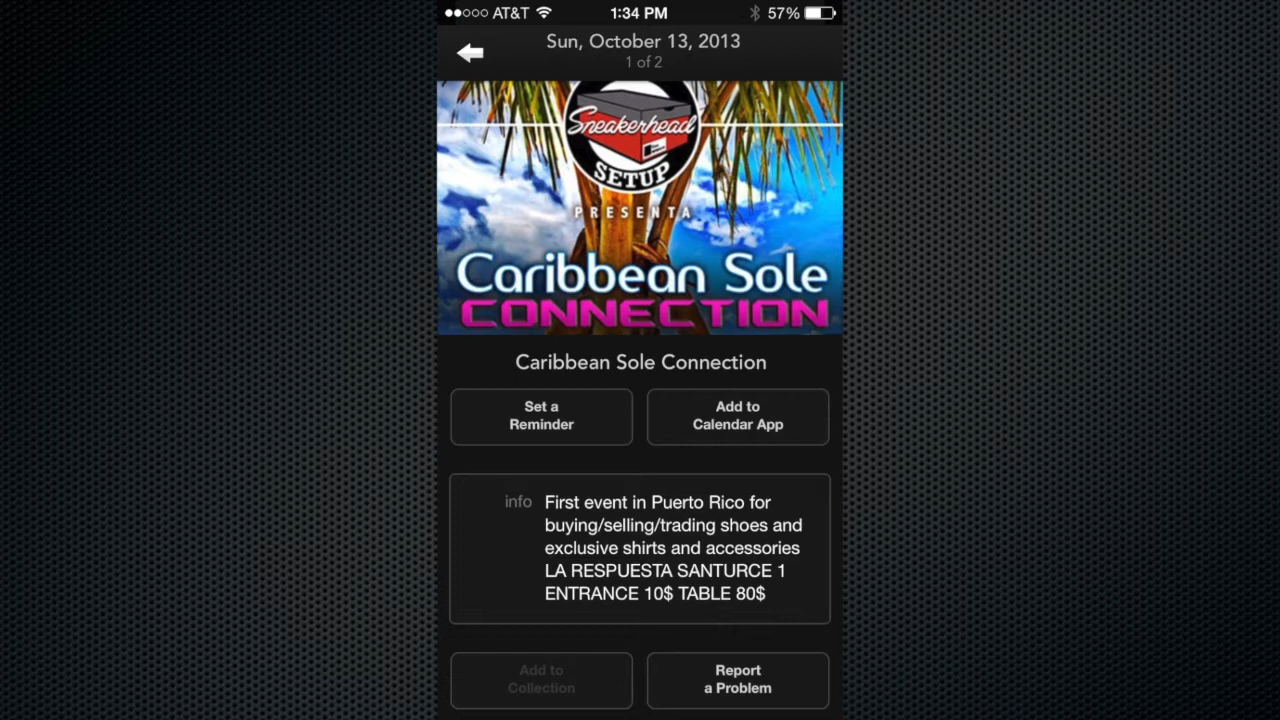 AT&T 1:34 PM 57%
Sun, October 13, 2013
1 of 2
Sneakerhead
SETUP
PRESENTA
Caribbean Sole
CONNECTION
Caribbean Sole Connection
Set a
Reminder
Add to
Calendar App
info First event in Puerto Rico for
buying/selling/trading shoes and
exclusive shirts and accessories
LA RESPUESTA SANTURCE 1
ENTRANCE 10$ TABLE 80$
Add to
Collection
Report
a Problem